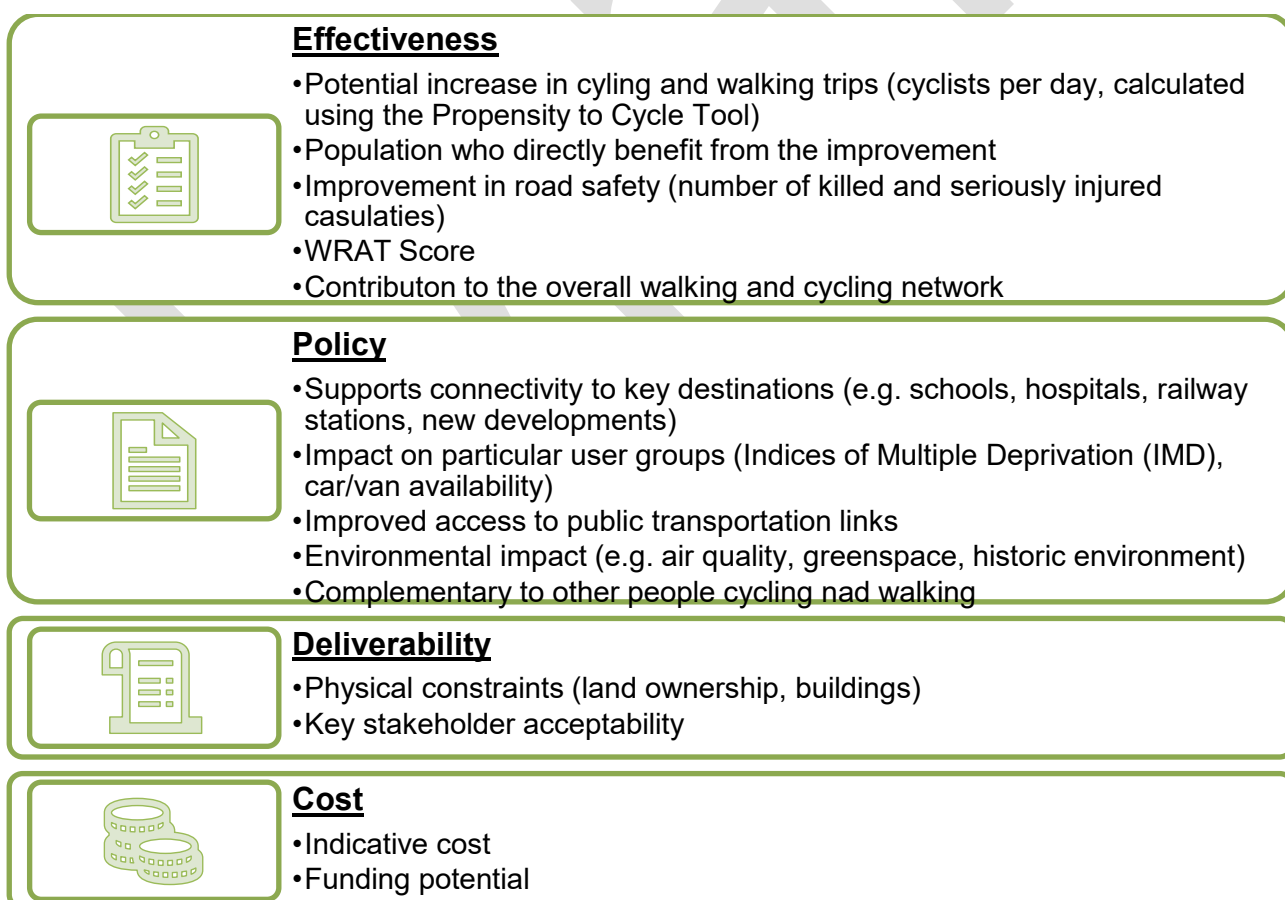 Effectiveness
•Potential increase in cyling and walking trips (cyclists per day, calculated
using the Propensity to Cycle Tool)
•Population who directly benefit from the improvement
•Improvement in road safety (number of killed and seriously injured
casulaties)
•WRAT Score
•Contributon to the overall walking and cycling network
Policy
•Supports connectivity to key destinations (e.g. schools, hospitals, railway
stations, new developments)
•Impact on particular user groups (Indices of Multiple Deprivation (IMD),
car/van availability)
•Improved access to public transportation links
•Environmental impact (e.g. air quality, greenspace, historic environment)
•Complementary to other people cycling nad walking
Deliverability
•Physical constraints (land ownership, buildings)
•Key stakeholder acceptability
Cost
•Indicative cost
•Funding potential